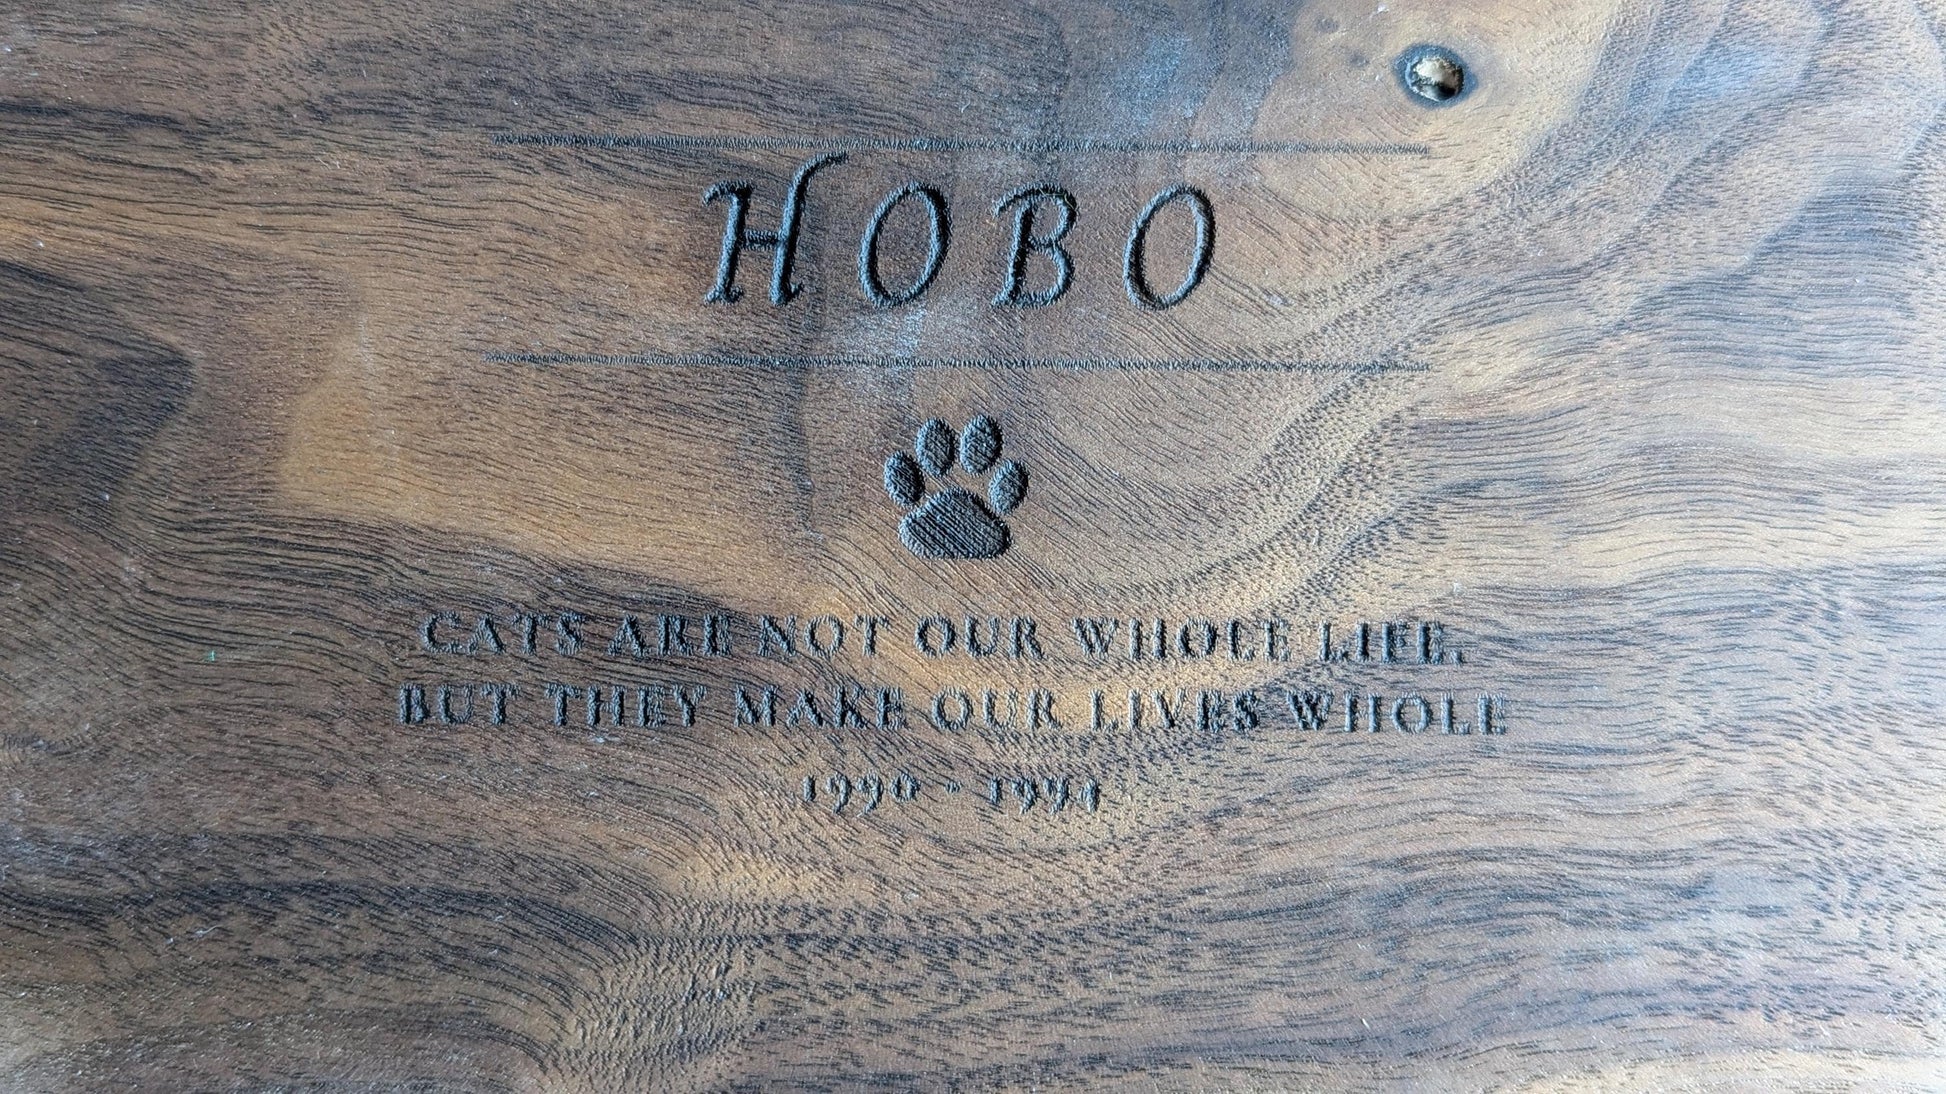 HOBO
CATS ARE NOT OUR WHOLE LIFE,
BUT THEY MAKE OUR LIVES WHOLE
1990 - 1994